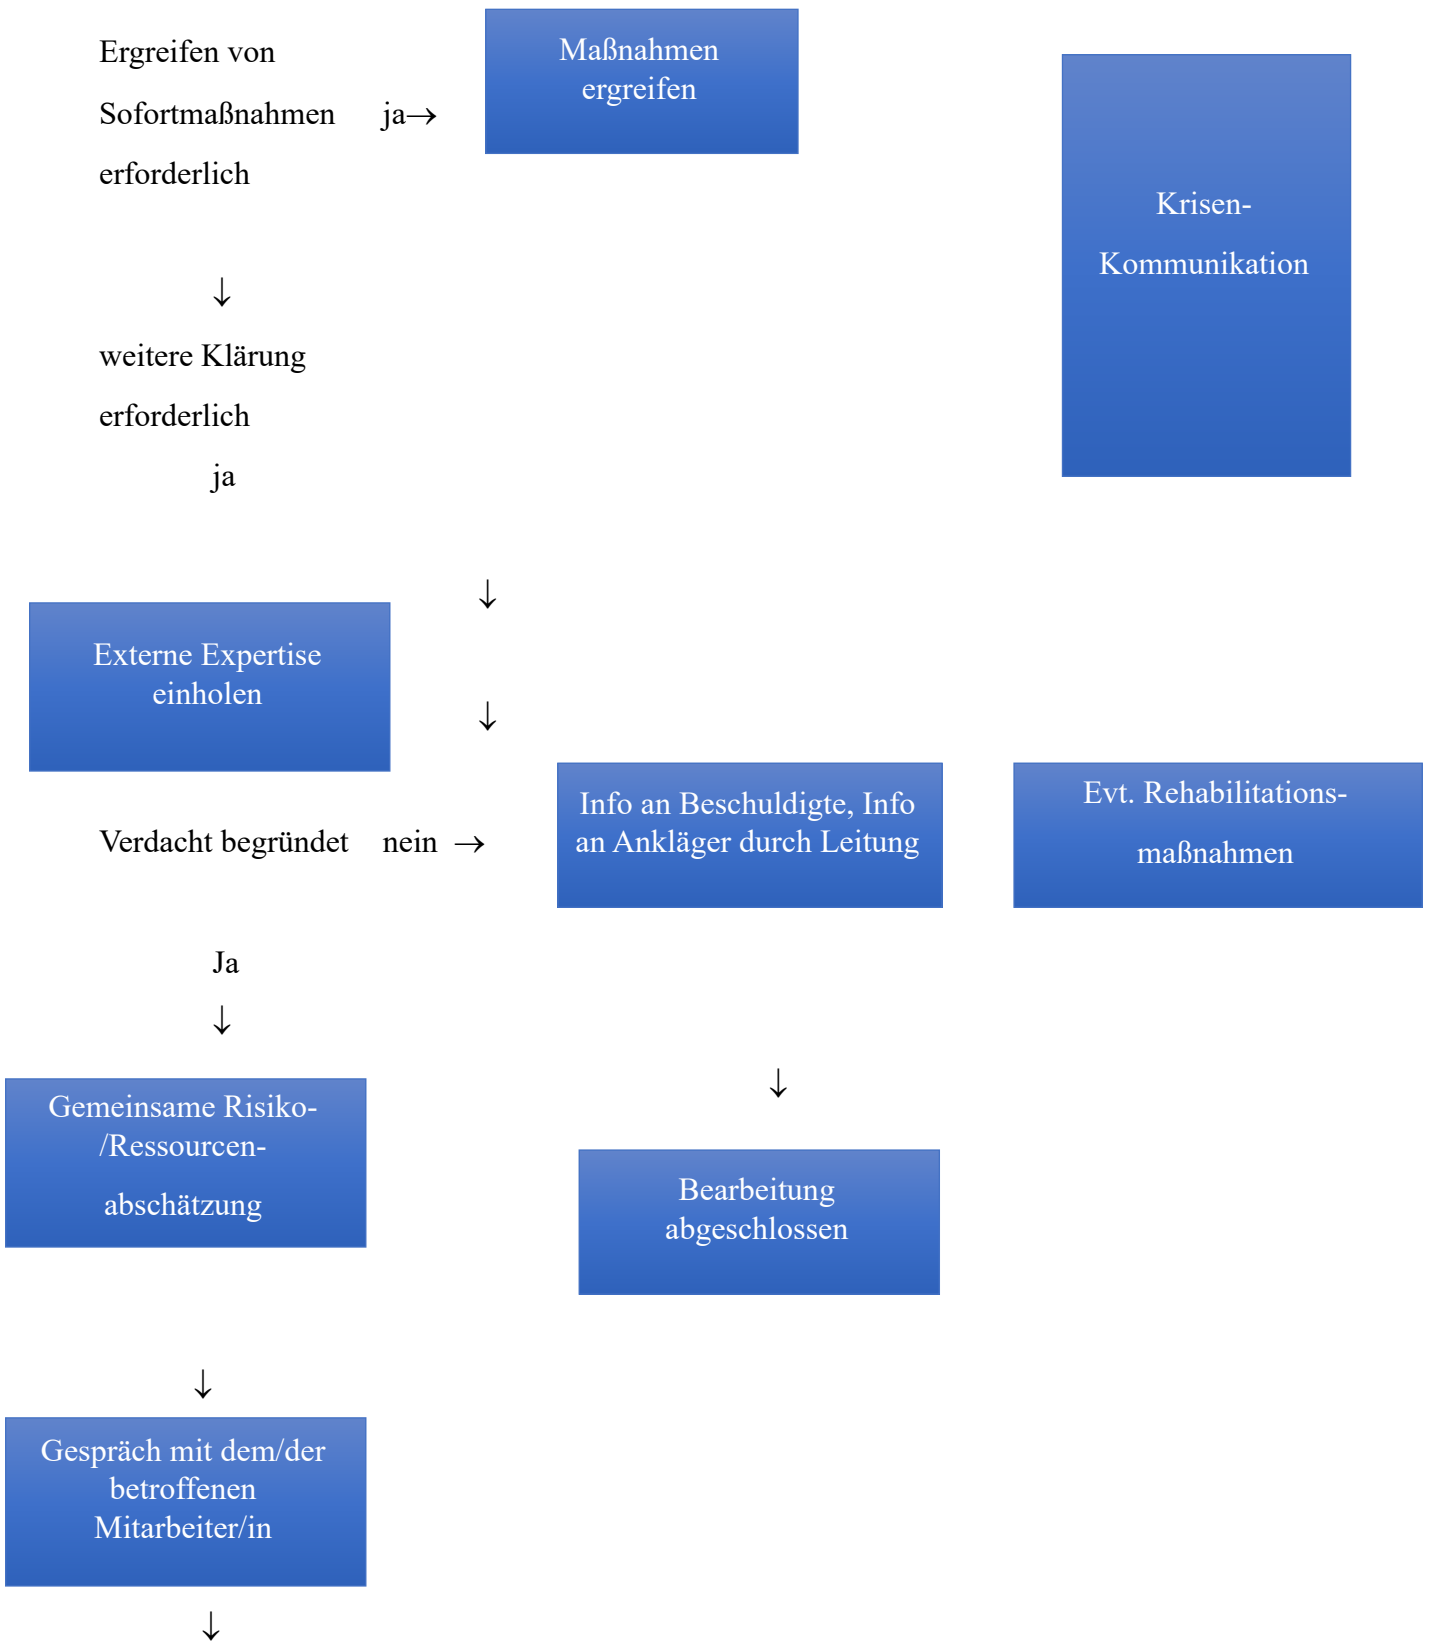 Ergreifen von
Sofortmaßnahmen ja→
erforderlich
Maßnahmen
ergreifen
Krisen-
Kommunikation
↓
weitere Klärung
erforderlich
ja
↓
Externe Expertise
einholen
↓
Verdacht begründet nein →
Info an Beschuldigte, Info
an Ankläger durch Leitung
Evt. Rehabilitations-
maßnahmen
Ja
↓
↓
Gemeinsame Risiko-
/Ressourcen-
abschätzung
Bearbeitung
abgeschlossen
↓
Gespräch mit dem/der
betroffenen
Mitarbeiter/in
↓